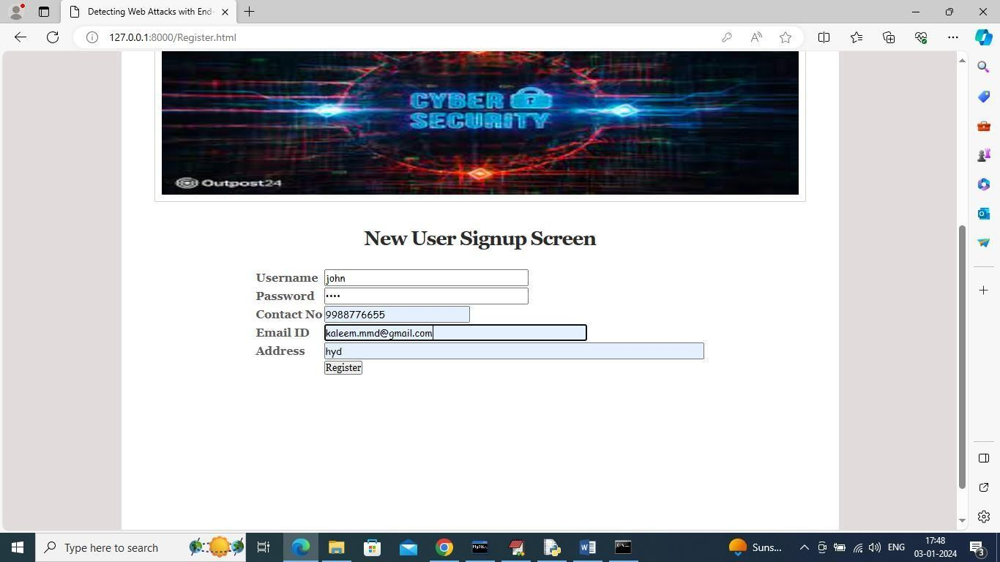 Detecting Web Attacks with End-
127.0.0.1:8000/Register.html
CYBER
SECURITY
Outpost24
New User Signup Screen
Username john
Password ••••
Contact No 9988776655
Email ID kaleem.mmd@gmail.com
Address hyd
Register
Type here to search
Suns...
ENG
17:48
03-01-2024
3